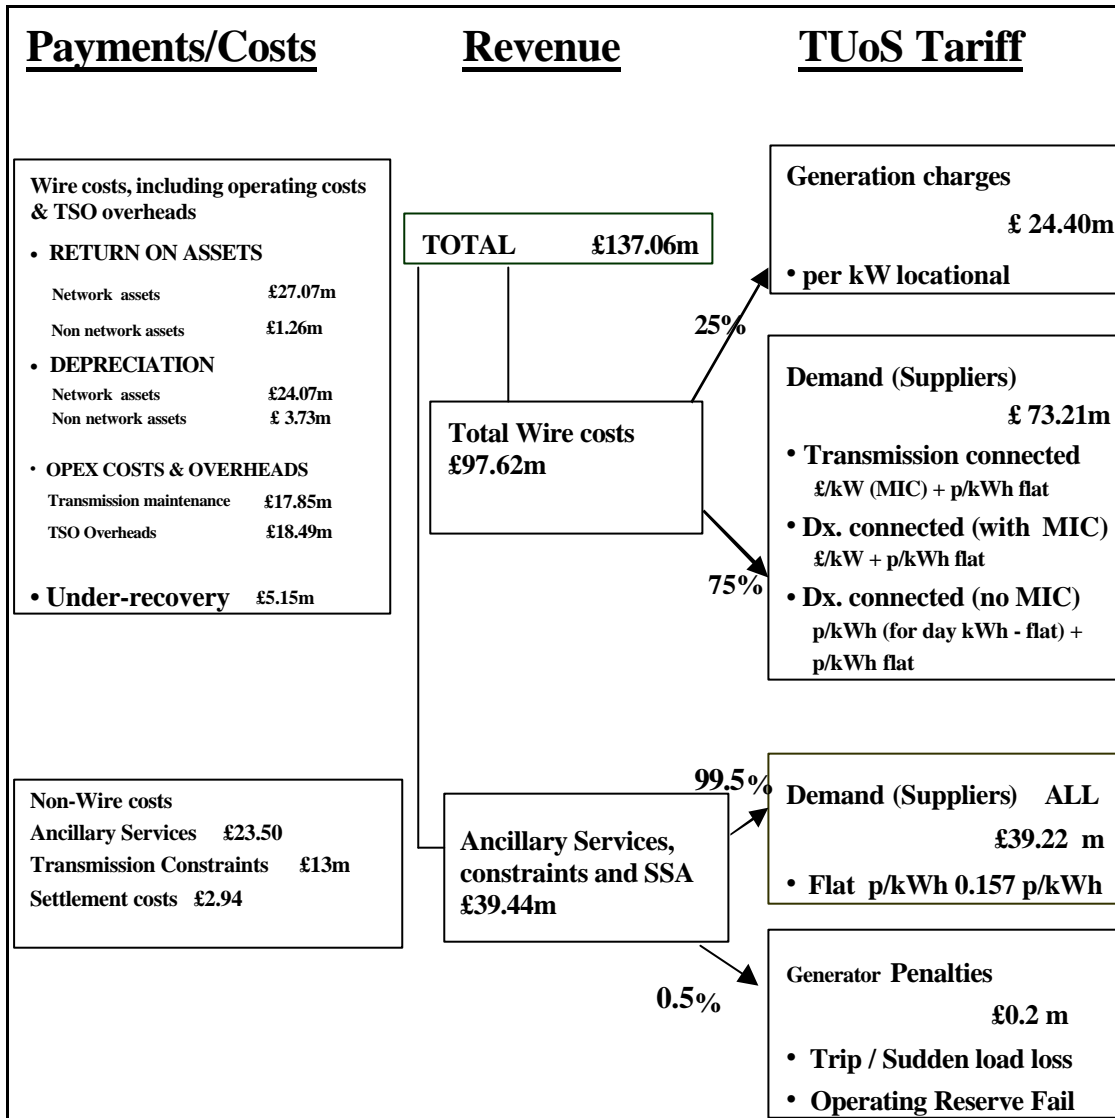 Payments/Costs
Revenue
TUoS Tariff
Wire costs, including operating costs
& TSO overheads
• RETURN ON ASSETS
Network assets £27.07m
Non network assets £1.26m
• DEPRECIATION
Network assets £24.07m
Non network assets £ 3.73m
• OPEX COSTS & OVERHEADS
Transmission maintenance £17.85m
TSO Overheads £18.49m
• Under-recovery £5.15m
Non-Wire costs
Ancillary Services £23.50
Transmission Constraints £13m
Settlement costs £2.94
TOTAL £137.06m
Total Wire costs
£97.62m
25%
75%
Ancillary Services,
constraints and SSA
£39.44m
99.5%
0.5%
Generation charges
£ 24.40m
• per kW locational
Demand (Suppliers)
£ 73.21m
• Transmission connected
£/kW (MIC) + p/kWh flat
• Dx. connected (with MIC)
£/kW + p/kWh flat
• Dx. connected (no MIC)
p/kWh (for day kWh - flat) +
p/kWh flat
Demand (Suppliers) ALL
£39.22 m
• Flat p/kWh 0.157 p/kWh
Generator Penalties
£0.2 m
• Trip / Sudden load loss
• Operating Reserve Fail